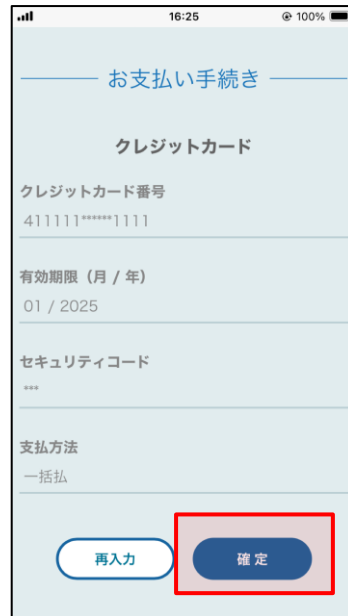 16:25 100%
お支払い手続き
クレジットカード
クレジットカード番号
411111******1111
有効期限（月 / 年）
01 / 2025
セキュリティコード
***
支払方法
一括払
再入力 確 定